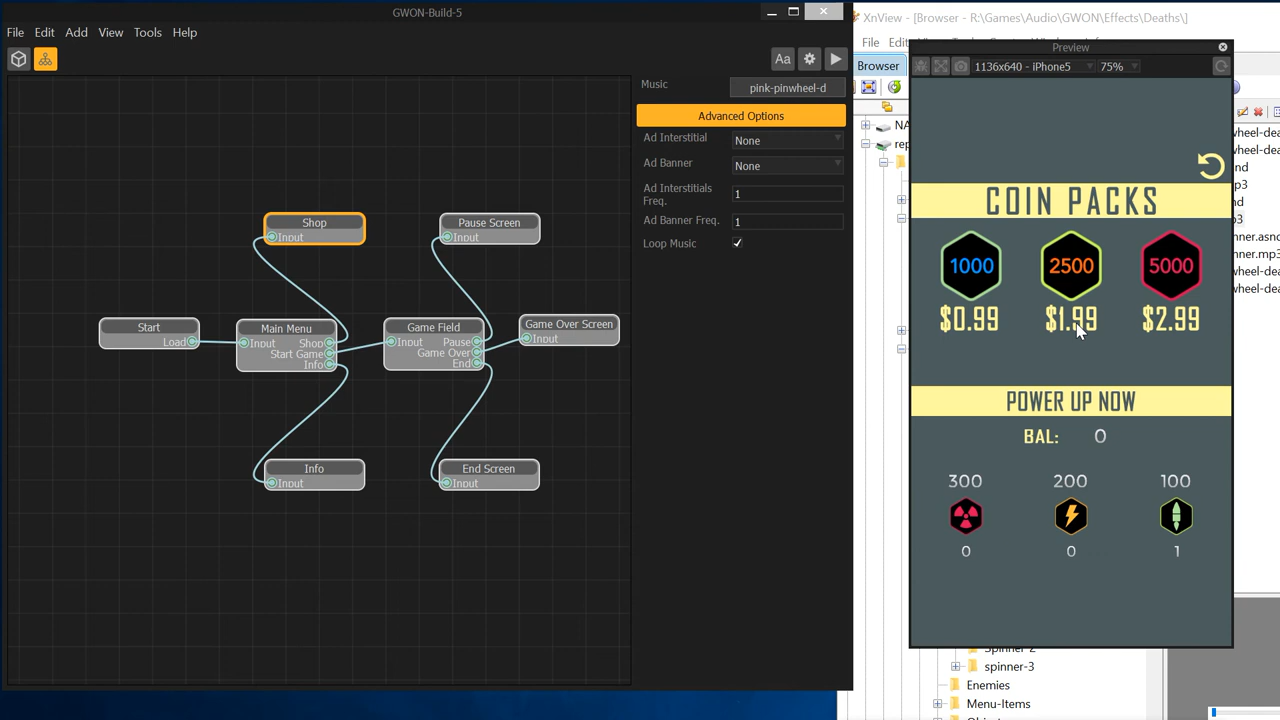 GWON-Build-5
File Edit Add View Tools Help
Aa
Music pink-pinwheel-d
Advanced Options
Ad Interstitial None
Ad Banner None
Ad Interstitials Freq. 1
Ad Banner Freq. 1
Loop Music
Shop
Input
Pause Screen
Input
Start
Load
Main Menu
Input Shop
Start Game
Info
Game Field
Input Pause
Game Over
End
Game Over Screen
Input
Info
Input
End Screen
Input
XnView - [Browser - R:\Games\Audio\GWON\Effects\Deaths\]
File
Browser
Preview
1136x640 - iPhone5 75%
COIN PACKS
1000 2500 5000
$0.99 $1.99 $2.99
POWER UP NOW
BAL: 0
300 200 100
0 0 1
spinner-3
Enemies
Menu-Items